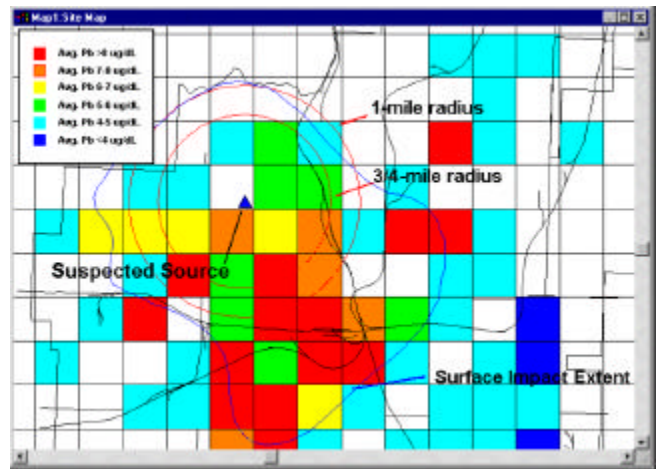 Map1:Site Map
Avg. Pb >8 ug/dL
Avg. Pb 7-8 ug/dL
Avg. Pb 6-7 ug/dL
Avg. Pb 5-6 ug/dL
Avg. Pb 4-5 ug/dL
Avg. Pb <4 ug/dL
1-mile radius
3/4-mile radius
Suspected Source
Surface Impact Extent